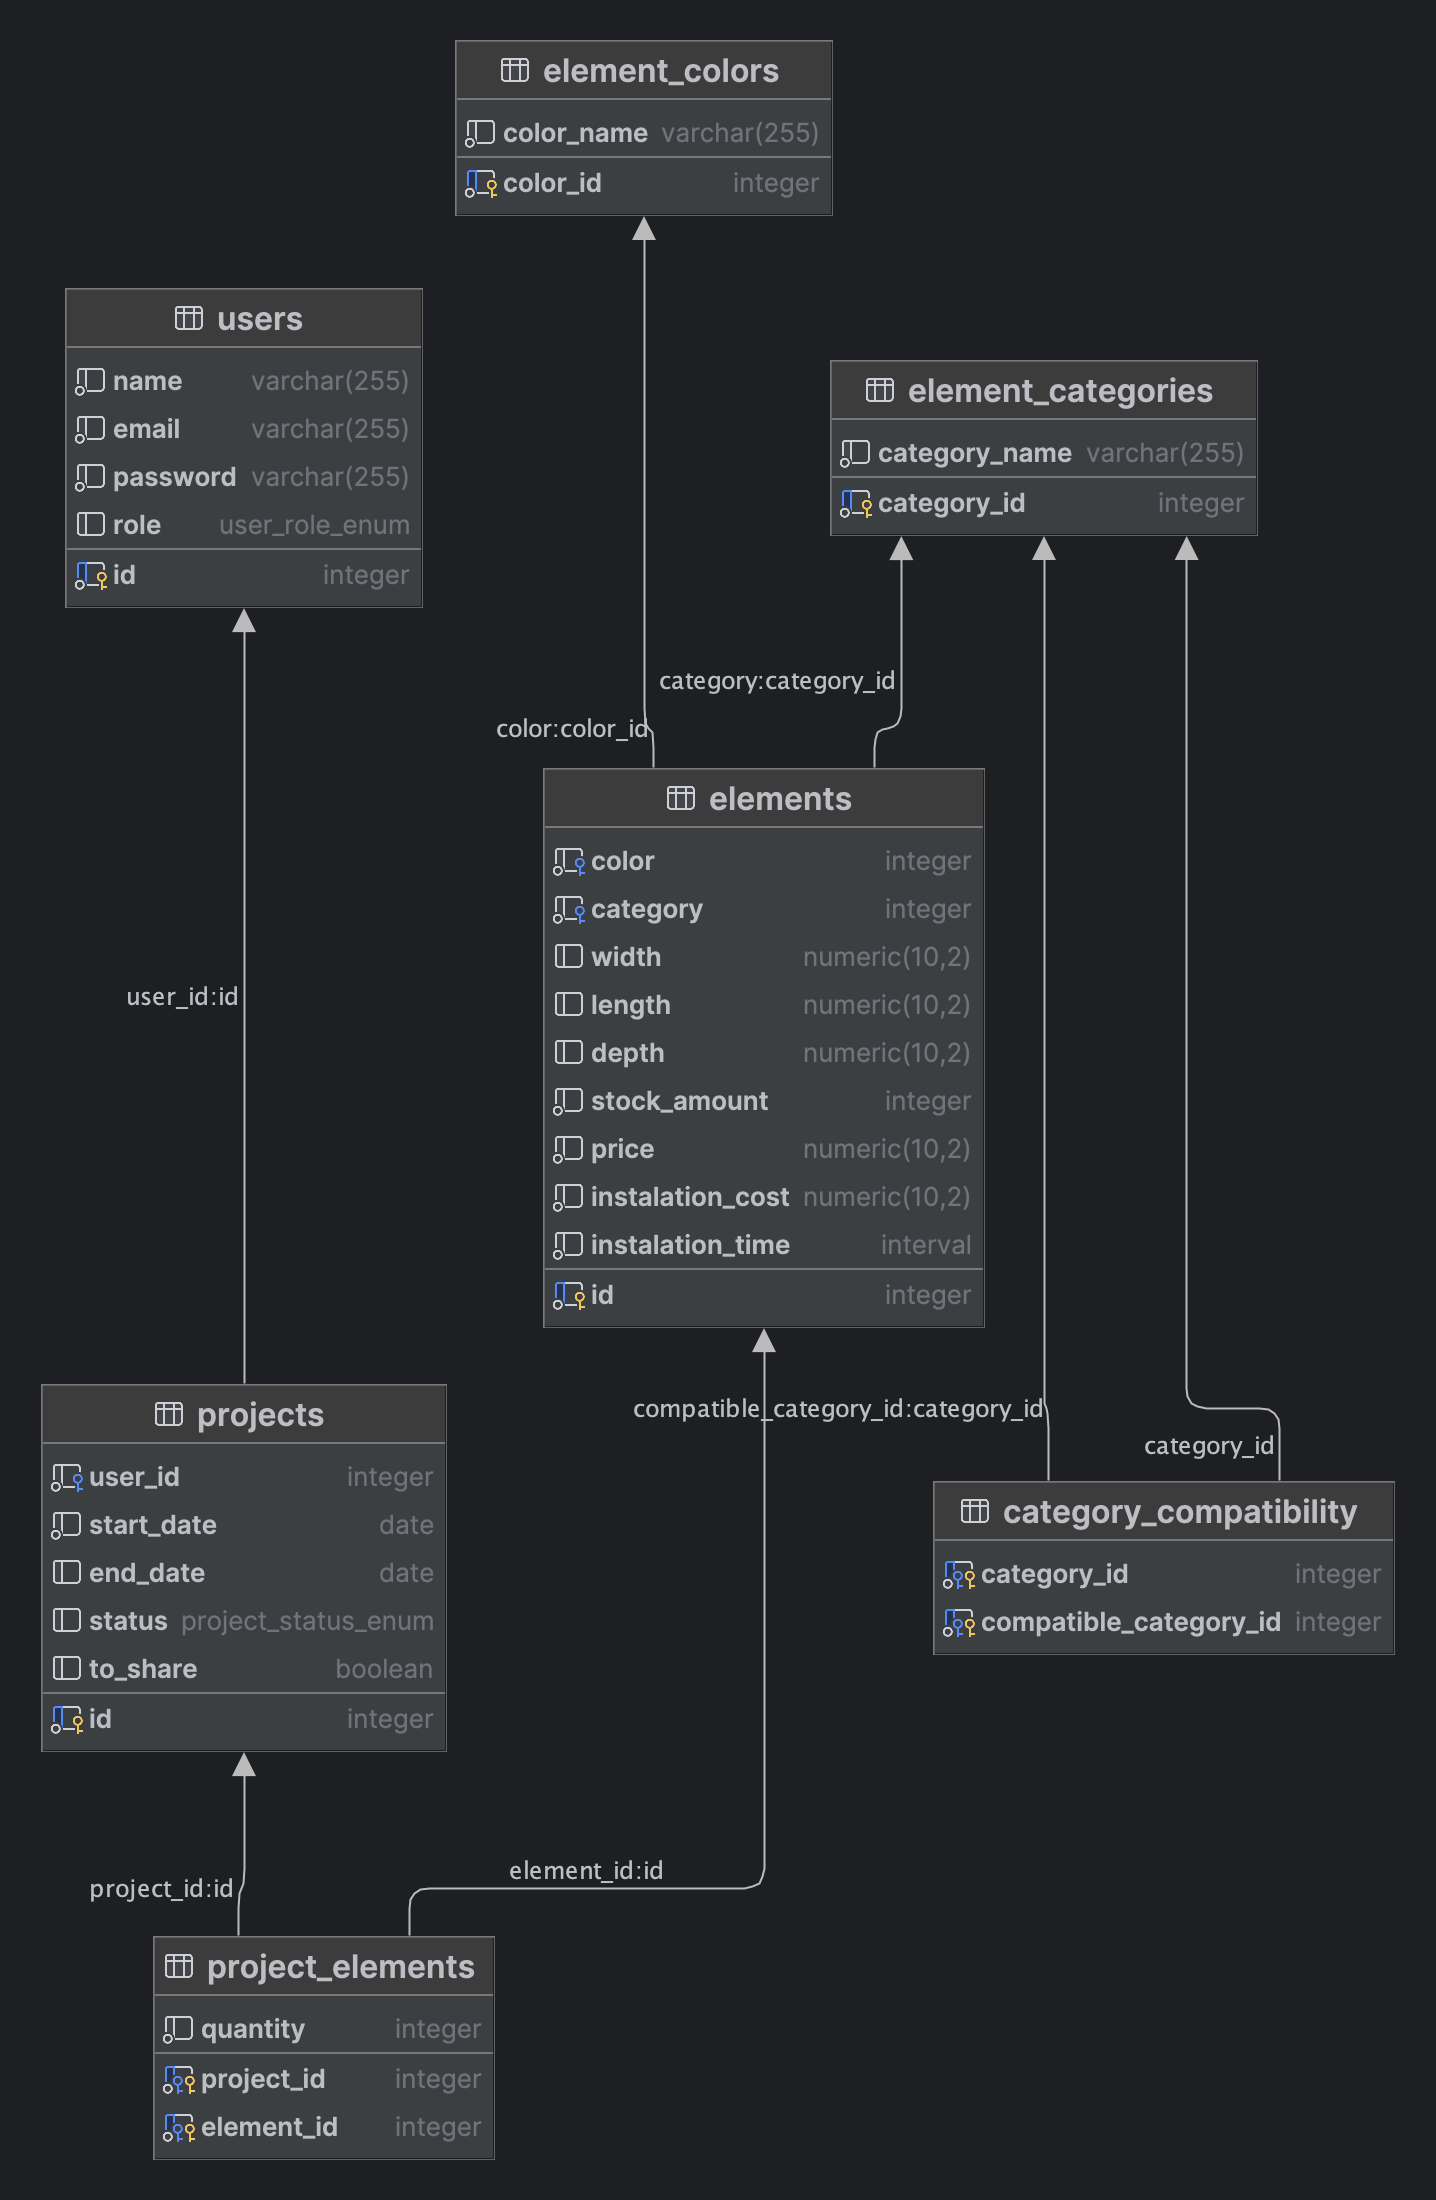 element_colors
color_name varchar(255)
color_id integer
users
name varchar(255)
email varchar(255)
password varchar(255)
role user_role_enum
id integer
element_categories
category_name varchar(255)
category_id integer
category:category_id
color:color_id
elements
color integer
category integer
width numeric(10,2)
length numeric(10,2)
depth numeric(10,2)
stock_amount integer
price numeric(10,2)
instalation_cost numeric(10,2)
instalation_time interval
id integer
user_id:id
projects
user_id integer
start_date date
end_date date
status project_status_enum
to_share boolean
id integer
compatible_category_id:category_id
category_id
category_compatibility
category_id integer
compatible_category_id integer
element_id:id
project_id:id
project_elements
quantity integer
project_id integer
element_id integer